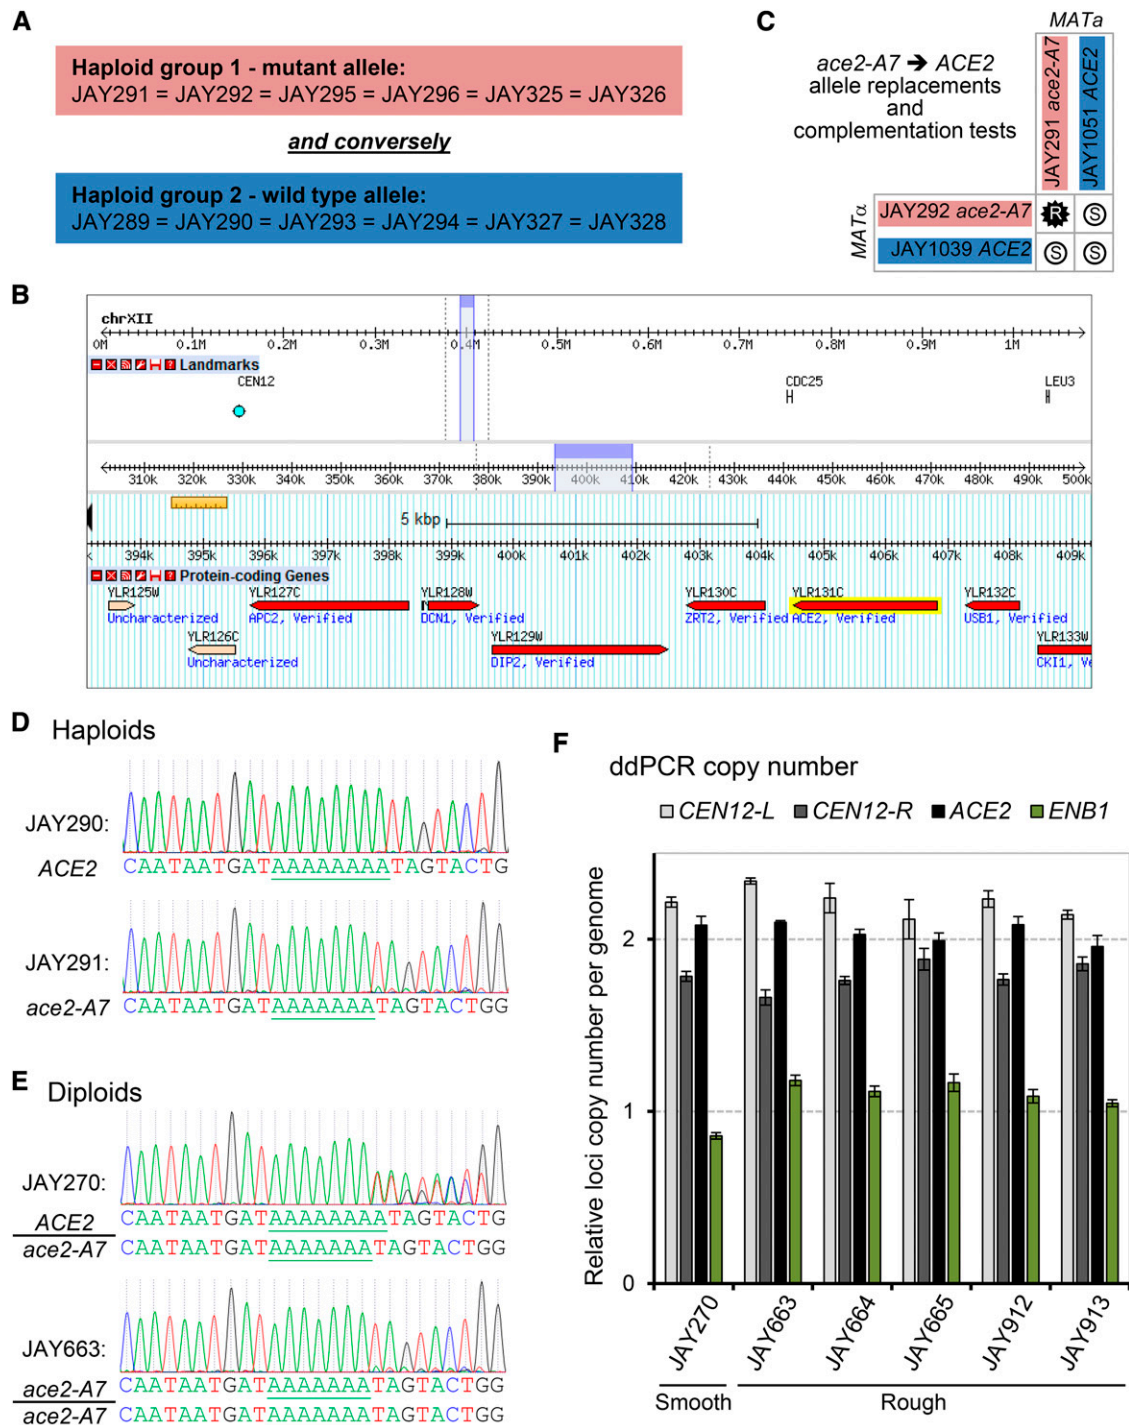 A
Haploid group 1 - mutant allele:
JAY291 = JAY292 = JAY295 = JAY296 = JAY325 = JAY326
and conversely
Haploid group 2 - wild type allele:
JAY289 = JAY290 = JAY293 = JAY294 = JAY327 = JAY328
C
ace2-A7 → ACE2
allele replacements
and
complementation tests
MATa
JAY291 ace2-A7
JAY1051 ACE2
MATα
JAY292 ace2-A7
R
S
JAY1039 ACE2
S
S
B
chrXII
0M 0.1M 0.2M 0.3M 0.4M 0.5M 0.6M 0.7M 0.8M 0.9M 1M
Landmarks
CEN12
CDC25
LEU3
310k 320k 330k 340k 350k 360k 370k 380k 390k 400k 410k 420k 430k 440k 450k 460k 470k 480k 490k 500k
5 kbp
k 394k 395k 396k 397k 398k 399k 400k 401k 402k 403k 404k 405k 406k 407k 408k 409k
Protein-coding Genes
YLR125W
Uncharacterized
YLR127C
APC2, Verified
YLR128W
DCN1, Verified
YLR130C
ZRT2, Verified
YLR131C
ACE2, Verified
YLR132C
USB1, Verified
YLR126C
Uncharacterized
YLR129W
DIP2, Verified
YLR133W
CKI1, Ve
D
Haploids
JAY290:
ACE2
CAATAATGATAAAAAAAATAGTACTG
JAY291:
ace2-A7
CAATAATGATAAAAAAATAGTACTGG
E
Diploids
JAY270:
ACE2
CAATAATGATAAAAAAAATAGTACTG
ace2-A7
CAATAATGATAAAAAAATAGTACTGG
JAY663:
ace2-A7
CAATAATGATAAAAAAATAGTACTGG
ace2-A7
CAATAATGATAAAAAAATAGTACTGG
F
ddPCR copy number
CEN12-L CEN12-R ACE2 ENB1
Relative loci copy number per genome
2
1
0
JAY270
JAY663
JAY664
JAY665
JAY912
JAY913
Smooth
Rough